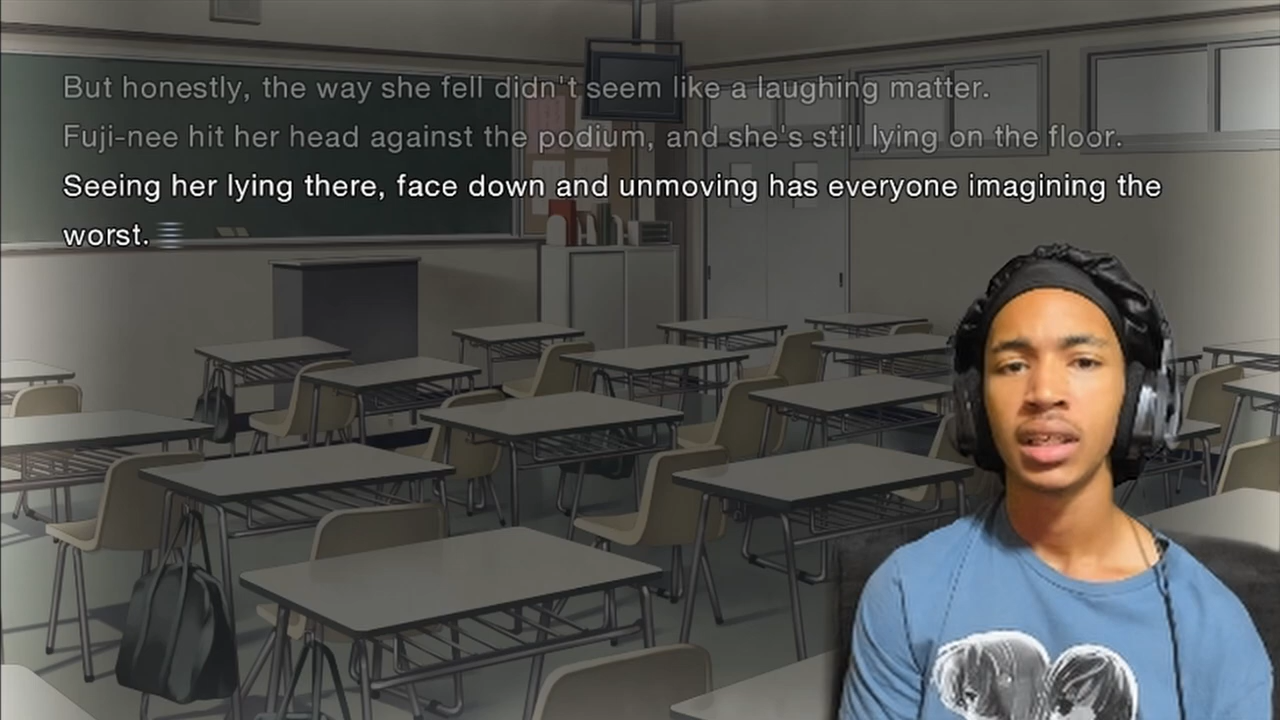 But honestly, the way she fell didn't seem like a laughing matter.
Fuji-nee hit her head against the podium, and she's still lying on the floor.
Seeing her lying there, face down and unmoving has everyone imagining the
worst.